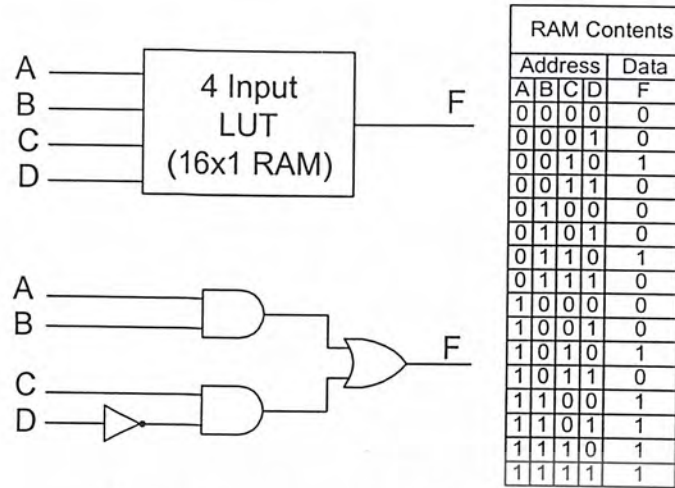 A
B
C
D
4 Input
LUT
(16x1 RAM)
F
A
B
C
D
F
RAM Contents
Address Data
A B C D F
0 0 0 0 0
0 0 0 1 0
0 0 1 0 1
0 0 1 1 0
0 1 0 0 0
0 1 0 1 0
0 1 1 0 1
0 1 1 1 0
1 0 0 0 0
1 0 0 1 0
1 0 1 0 1
1 0 1 1 0
1 1 0 0 1
1 1 0 1 1
1 1 1 0 1
1 1 1 1 1